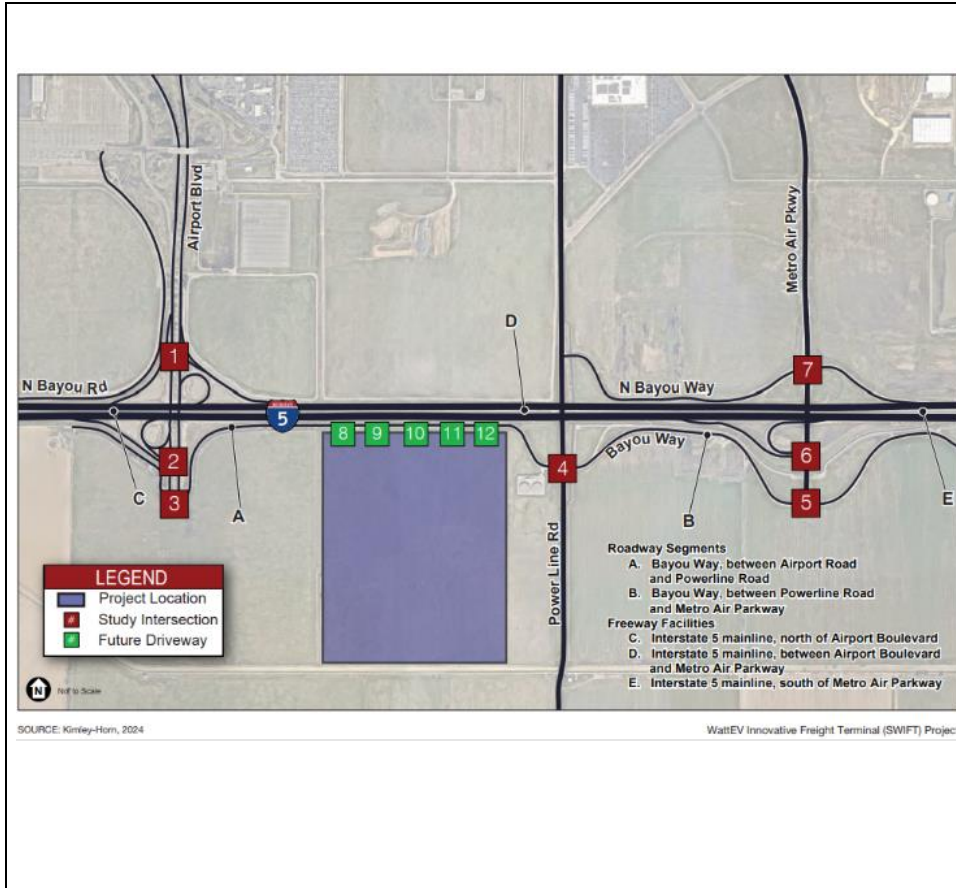 Airport Blvd
Metro Air Pkwy
D
1
7
N Bayou Rd
N Bayou Way
5
8 9 10 11 12
Bayou Way
2
4
6
C
3
A
B
5
E
Power Line Rd
LEGEND
Project Location
# Study Intersection
# Future Driveway
Roadway Segments
A. Bayou Way, between Airport Road
and Powerline Road
B. Bayou Way, between Powerline Road
and Metro Air Parkway
Freeway Facilities
C. Interstate 5 mainline, north of Airport Boulevard
D. Interstate 5 mainline, between Airport Boulevard
and Metro Air Parkway
E. Interstate 5 mainline, south of Metro Air Parkway
N Not to Scale
SOURCE: Kimley-Horn, 2024
WattEV Innovative Freight Terminal (SWIFT) Projec